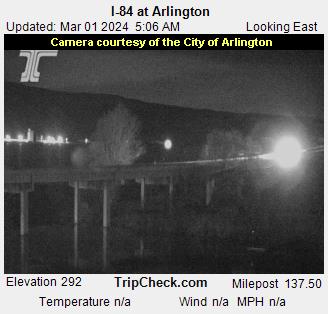 I-84 at Arlington
Updated: Mar 01 2024 5:06 AM Looking East
Camera courtesy of the City of Arlington
Elevation 292 TripCheck.com Milepost 137.50
Temperature n/a Wind n/a MPH n/a